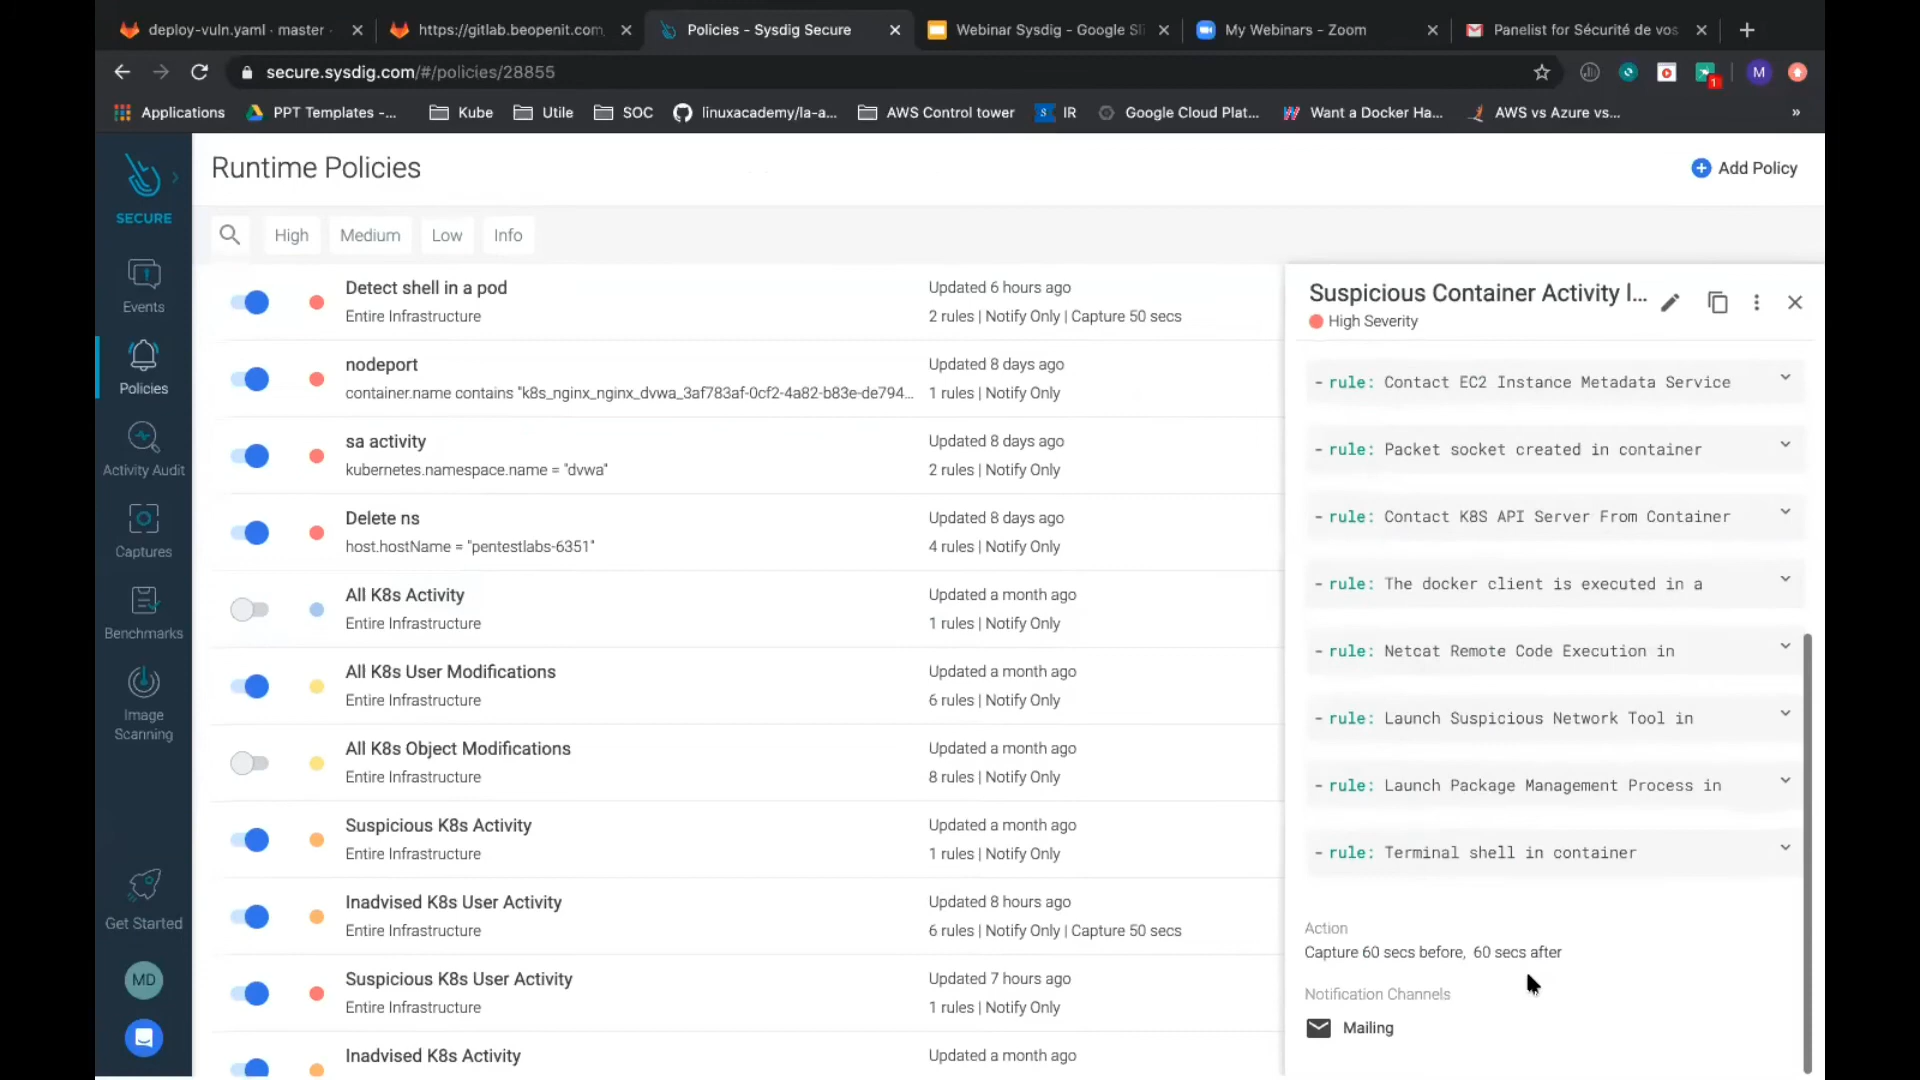 deploy-vuln.yaml · master
https://gitlab.beopenit.com
Policies - Sysdig Secure
Webinar Sysdig - Google Sli
My Webinars - Zoom
Panelist for Sécurité de vos
secure.sysdig.com/#/policies/28855
M
1
Applications
PPT Templates -...
Kube
Utile
SOC
linuxacademy/la-a...
AWS Control tower
IR
Google Cloud Plat...
Want a Docker Ha...
AWS vs Azure vs...
»
SECURE
Events
Policies
Activity Audit
Captures
Benchmarks
Image
Scanning
Get Started
MD
Runtime Policies
Add Policy
High
Medium
Low
Info
Detect shell in a pod
Entire Infrastructure
Updated 6 hours ago
2 rules | Notify Only | Capture 50 secs
nodeport
container.name contains "k8s_nginx_nginx_dvwa_3af783af-0cf2-4a82-b83e-de794...
Updated 8 days ago
1 rules | Notify Only
sa activity
kubernetes.namespace.name = "dvwa"
Updated 8 days ago
2 rules | Notify Only
Delete ns
host.hostName = "pentestlabs-6351"
Updated 8 days ago
4 rules | Notify Only
All K8s Activity
Entire Infrastructure
Updated a month ago
1 rules | Notify Only
All K8s User Modifications
Entire Infrastructure
Updated a month ago
6 rules | Notify Only
All K8s Object Modifications
Entire Infrastructure
Updated a month ago
8 rules | Notify Only
Suspicious K8s Activity
Entire Infrastructure
Updated a month ago
1 rules | Notify Only
Inadvised K8s User Activity
Entire Infrastructure
Updated 8 hours ago
6 rules | Notify Only | Capture 50 secs
Suspicious K8s User Activity
Entire Infrastructure
Updated 7 hours ago
1 rules | Notify Only
Inadvised K8s Activity
Updated a month ago
Suspicious Container Activity I...
High Severity
- rule: Contact EC2 Instance Metadata Service
- rule: Packet socket created in container
- rule: Contact K8S API Server From Container
- rule: The docker client is executed in a
- rule: Netcat Remote Code Execution in
- rule: Launch Suspicious Network Tool in
- rule: Launch Package Management Process in
- rule: Terminal shell in container
Action
Capture 60 secs before, 60 secs after
Notification Channels
Mailing